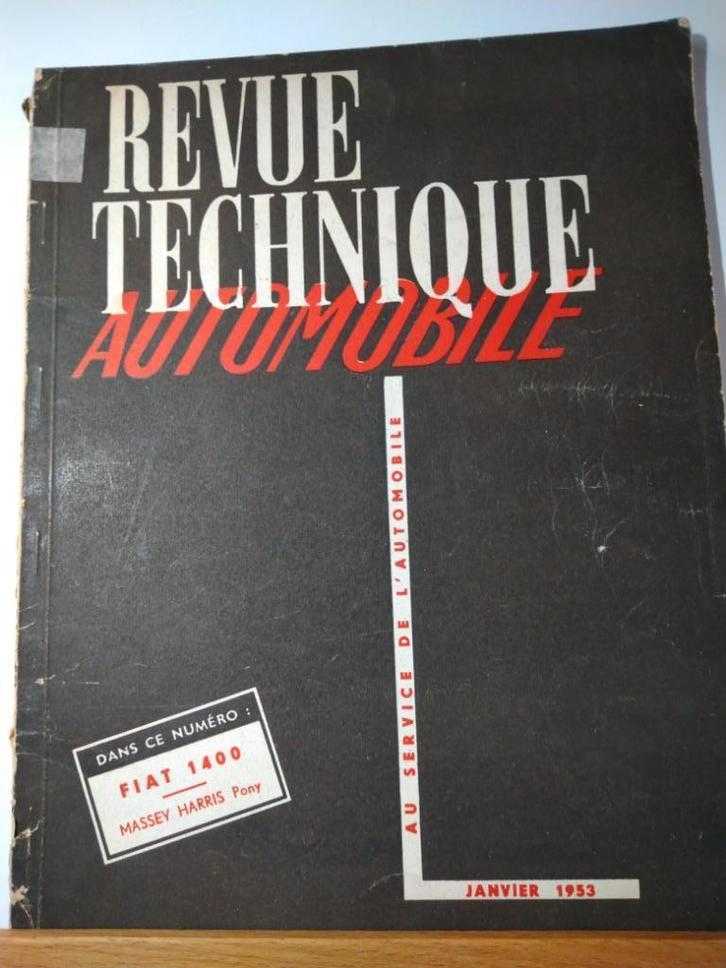 REVUE
TECHNIQUE
AUTOMOBILE
AU SERVICE DE L'AUTOMOBILE
DANS CE NUMÉRO :
FIAT 1400
MASSEY HARRIS Pony
JANVIER 1953